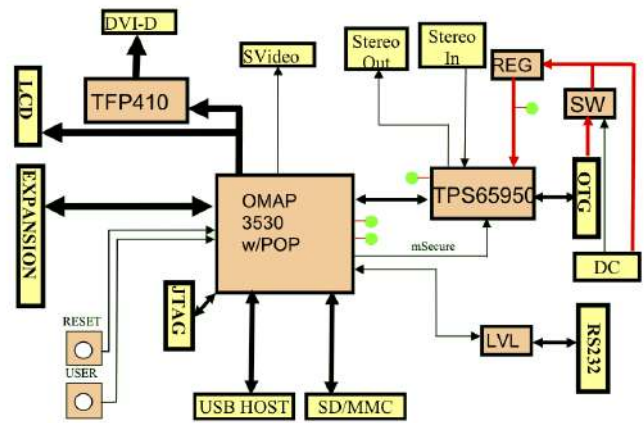 DVI-D
TFP410
LCD
SVideo
Stereo
Out
Stereo
In
REG
SW
EXPANSION
OMAP
3530
w/POP
TPS65950
OTG
mSecure
DC
JTAG
RESET
USER
LVL
RS232
USB HOST
SD/MMC